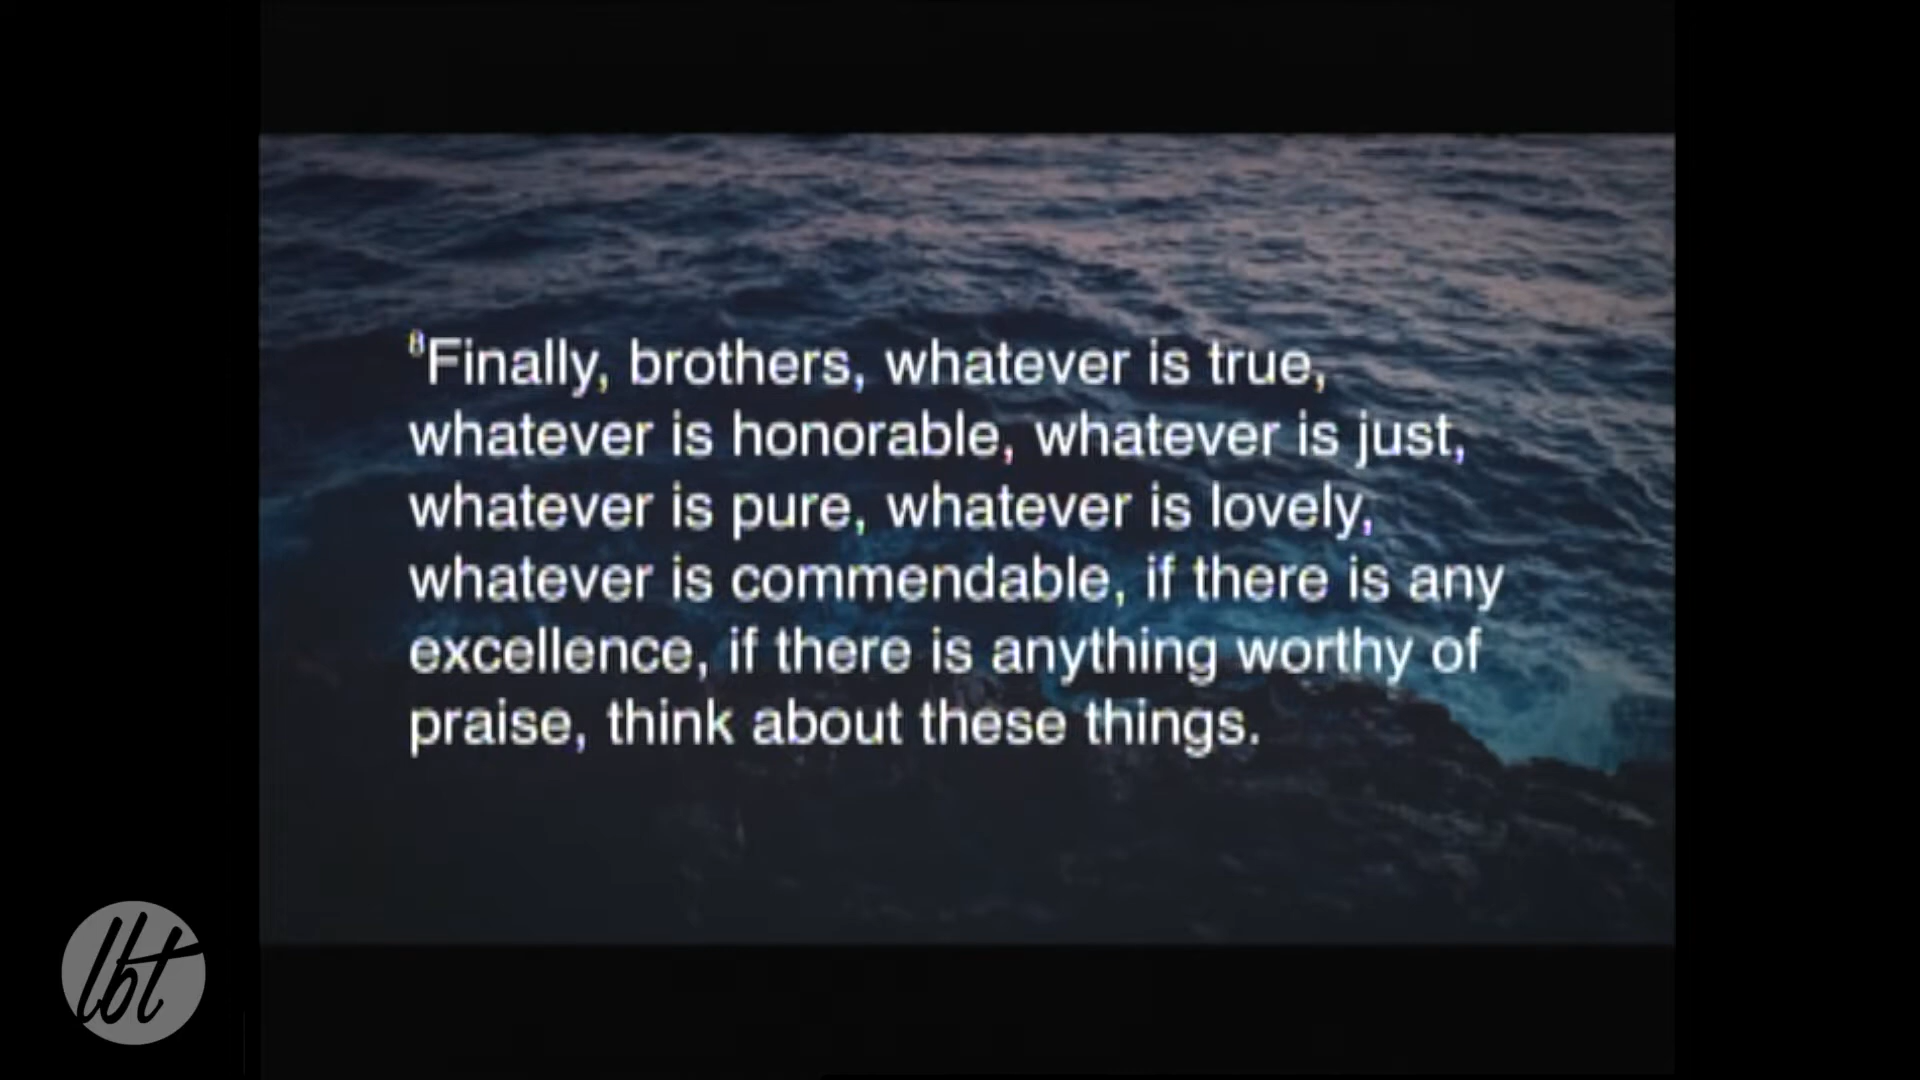 ⁸Finally, brothers, whatever is true,
whatever is honorable, whatever is just,
whatever is pure, whatever is lovely,
whatever is commendable, if there is any
excellence, if there is anything worthy of
praise, think about these things.
lbt